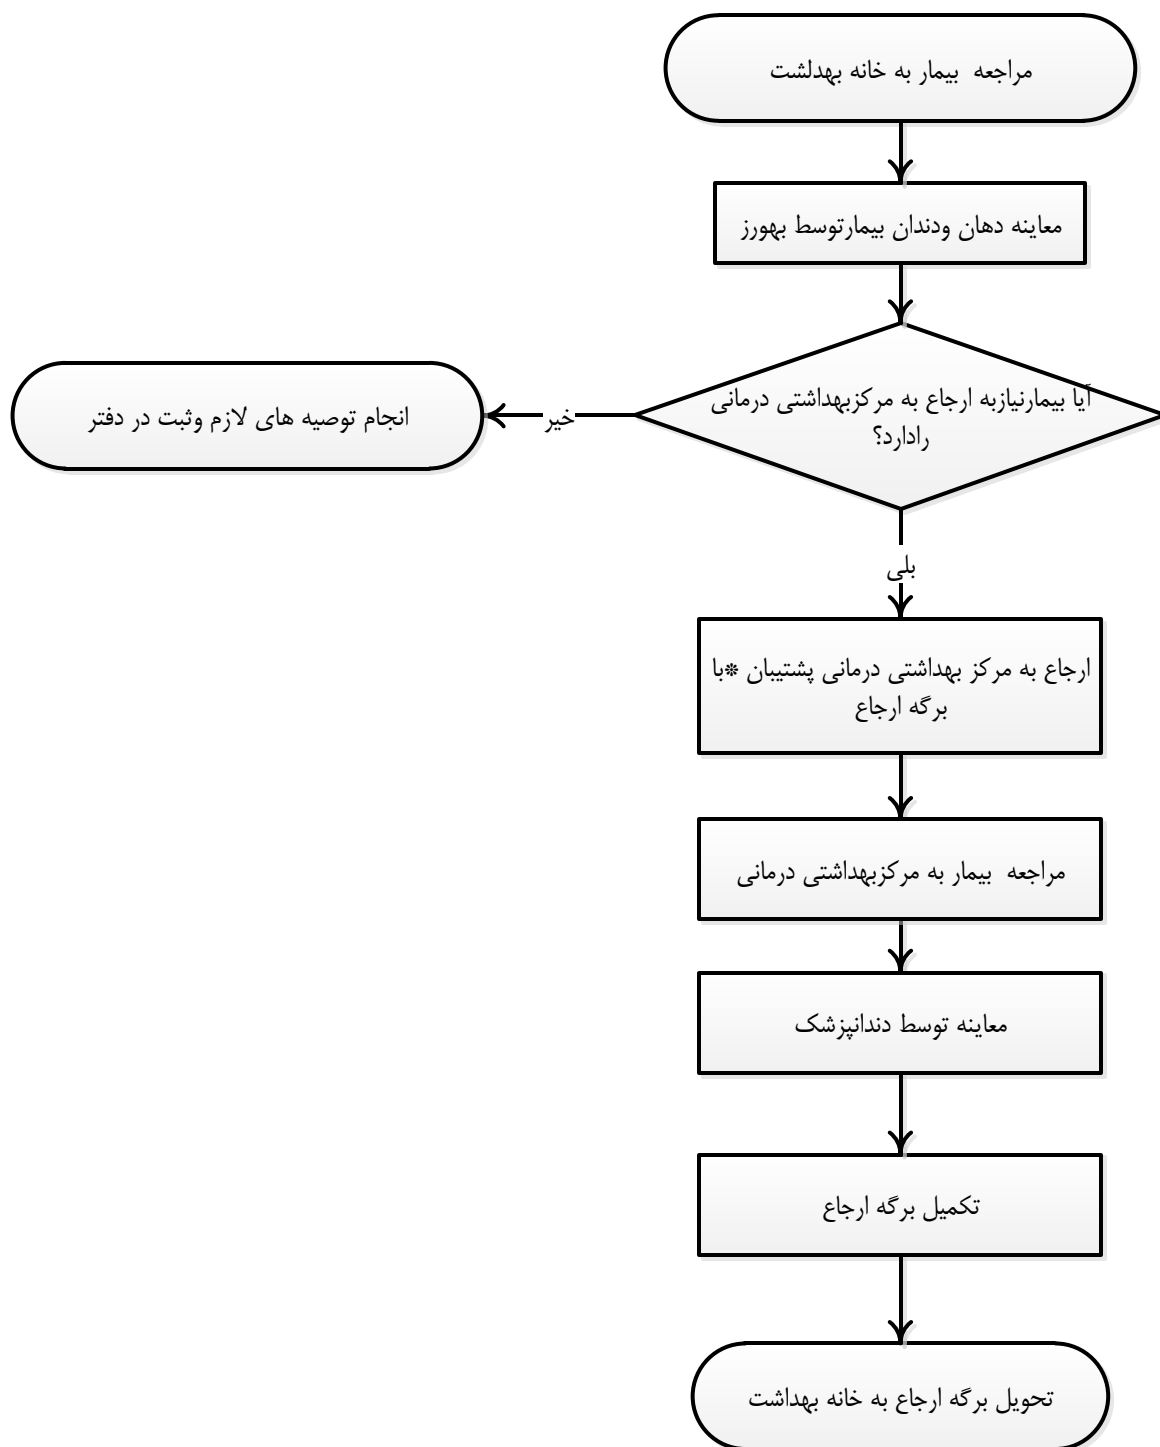 مراجعه بیمار به خانه بهدلشت
معاینه دهان ودندان بیمارتوسط بهورز
آیا بیمارنیازبه ارجاع به مرکزبهداشتی درمانی
رادارد؟
خیر
انجام توصیه های لازم وثبت در دفتر
بلی
ارجاع به مرکز بهداشتی درمانی پشتیبان *با
برگه ارجاع
مراجعه بیمار به مرکزبهداشتی درمانی
معاینه توسط دندانپزشک
تکمیل برگه ارجاع
تحویل برگه ارجاع به خانه بهداشت